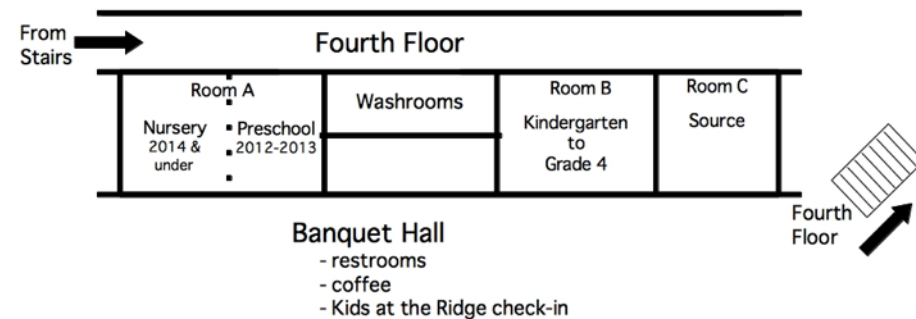 From
Stairs
Fourth Floor
Room A
Nursery
2014 &
under
Preschool
2012-2013
Washrooms
Room B
Kindergarten
to
Grade 4
Room C
Source
Fourth
Floor
Banquet Hall
- restrooms
- coffee
- Kids at the Ridge check-in